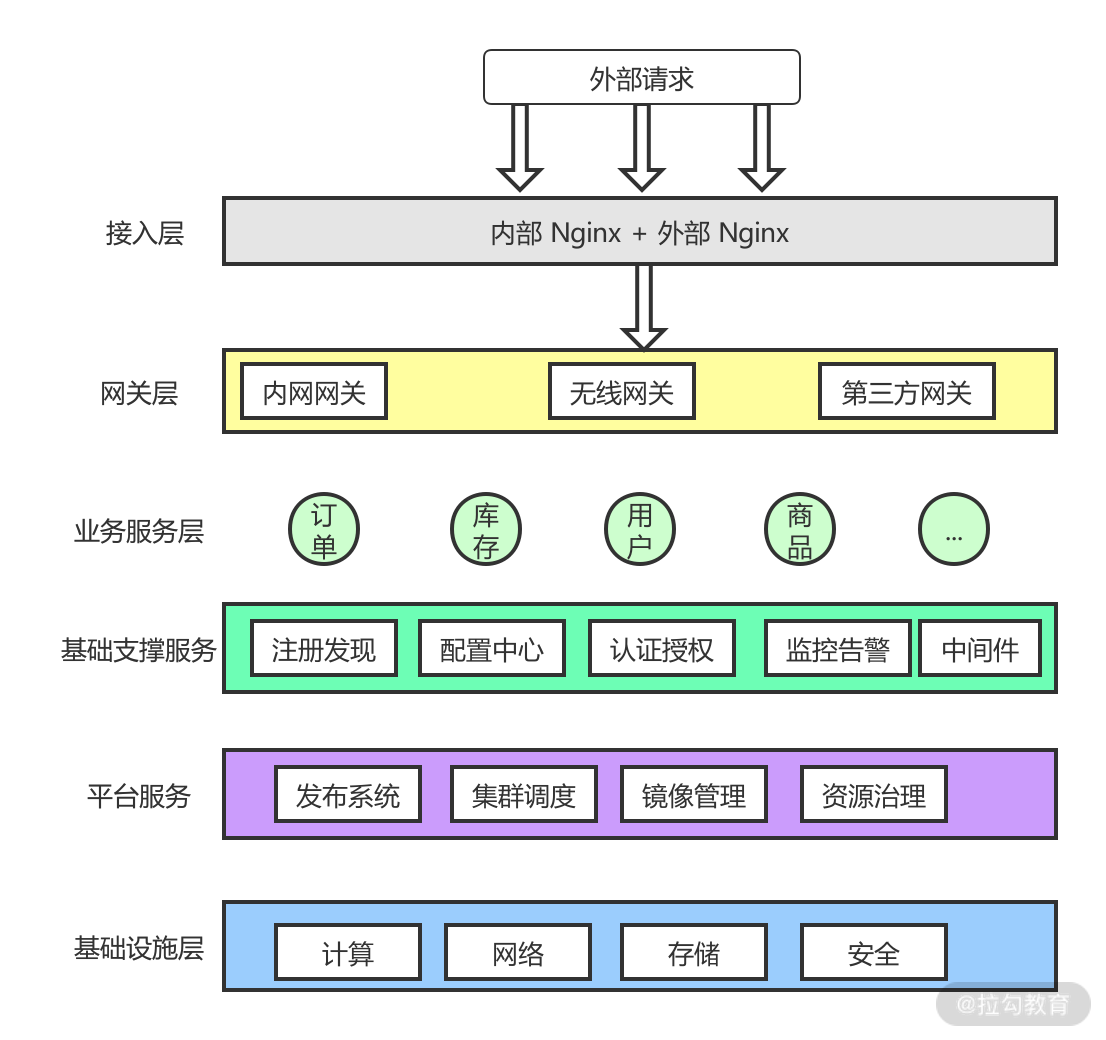 外部请求
接入层
内部 Nginx + 外部 Nginx
网关层
内网网关
无线网关
第三方网关
业务服务层
订
单
库
存
用
户
商
品
...
基础支撑服务
注册发现
配置中心
认证授权
监控告警
中间件
平台服务
发布系统
集群调度
镜像管理
资源治理
基础设施层
计算
网络
存储
安全
@拉勾教育